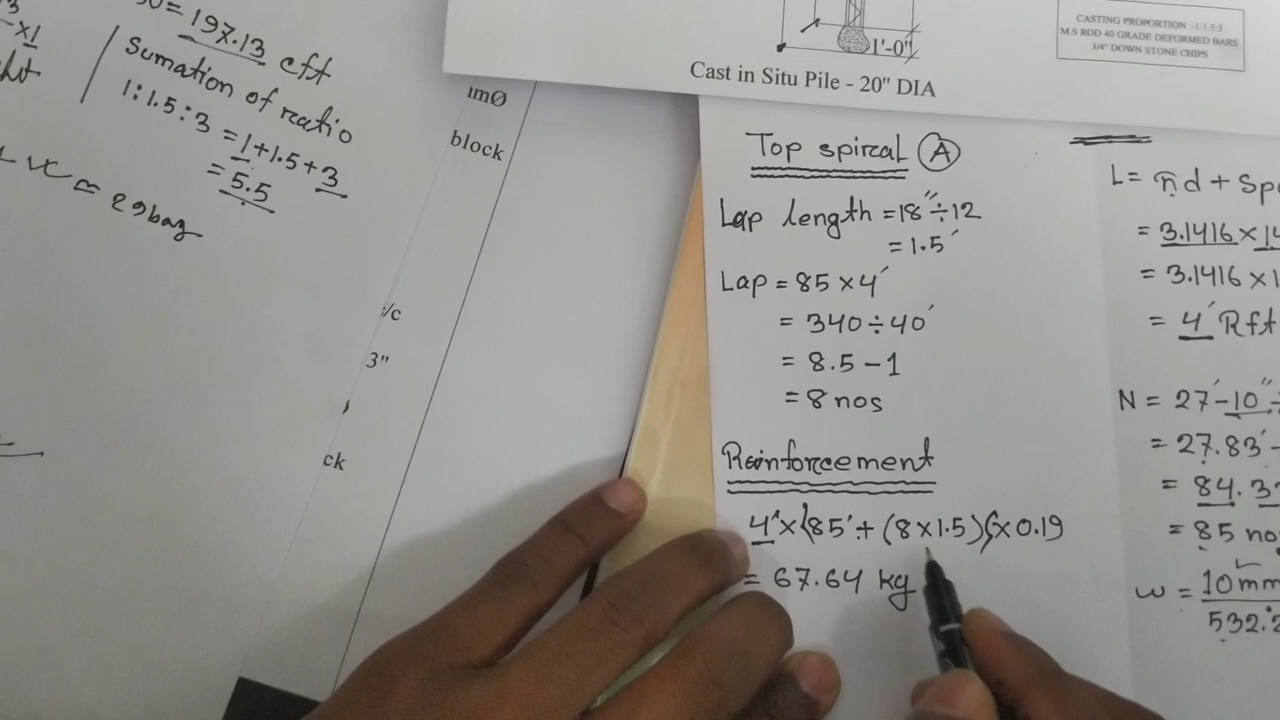 = 197.13 cft
Sumation of ratio
1:1.5:3 = 1+1.5+3
= 5.5
≈ 29 bag
mØ
block
3"
ck
1'-0"
Cast in Situ Pile - 20" DIA
CASTING PROPORTION :-1:1.5:3
M.S ROD 40 GRADE DEFORMED BARS
3/4" DOWN STONE CHIPS
Top spiral A
Lap length = 18"÷12
= 1.5'
Lap = 85×4'
= 340÷40'
= 8.5-1
= 8 nos
Reinforcement
4'×{85'+(8×1.5)}×0.19
= 67.64 kg
L= πd +
= 3.1416×
= 3.1416×
= 4' Rft
N = 27'-10"÷
= 27.83'
= 84.3
= 85
w = 10mm
532.2